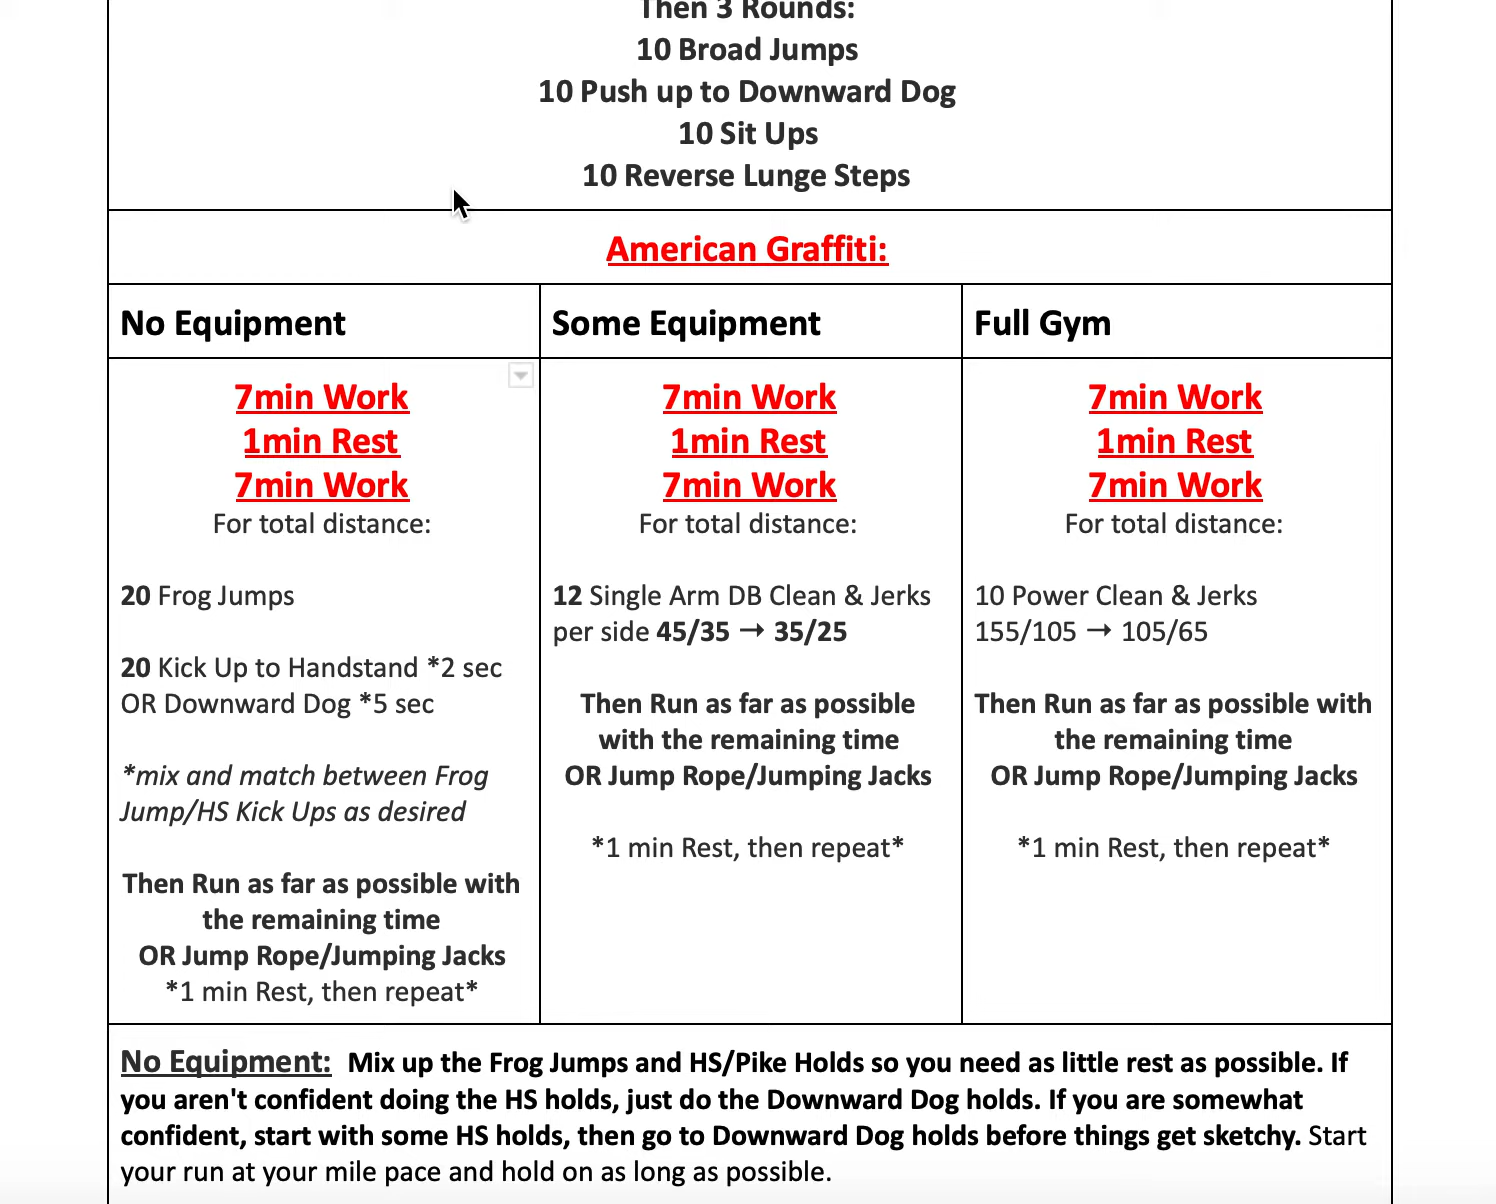 Then 3 Rounds:
10 Broad Jumps
10 Push up to Downward Dog
10 Sit Ups
10 Reverse Lunge Steps
American Graffiti:
No Equipment
Some Equipment
Full Gym
7min Work
1min Rest
7min Work
For total distance:
20 Frog Jumps
20 Kick Up to Handstand *2 sec
OR Downward Dog *5 sec
*mix and match between Frog
Jump/HS Kick Ups as desired
Then Run as far as possible with
the remaining time
OR Jump Rope/Jumping Jacks
*1 min Rest, then repeat*
7min Work
1min Rest
7min Work
For total distance:
12 Single Arm DB Clean & Jerks
per side 45/35 → 35/25
Then Run as far as possible
with the remaining time
OR Jump Rope/Jumping Jacks
*1 min Rest, then repeat*
7min Work
1min Rest
7min Work
For total distance:
10 Power Clean & Jerks
155/105 → 105/65
Then Run as far as possible with
the remaining time
OR Jump Rope/Jumping Jacks
*1 min Rest, then repeat*
No Equipment: Mix up the Frog Jumps and HS/Pike Holds so you need as little rest as possible. If
you aren't confident doing the HS holds, just do the Downward Dog holds. If you are somewhat
confident, start with some HS holds, then go to Downward Dog holds before things get sketchy. Start
your run at your mile pace and hold on as long as possible.